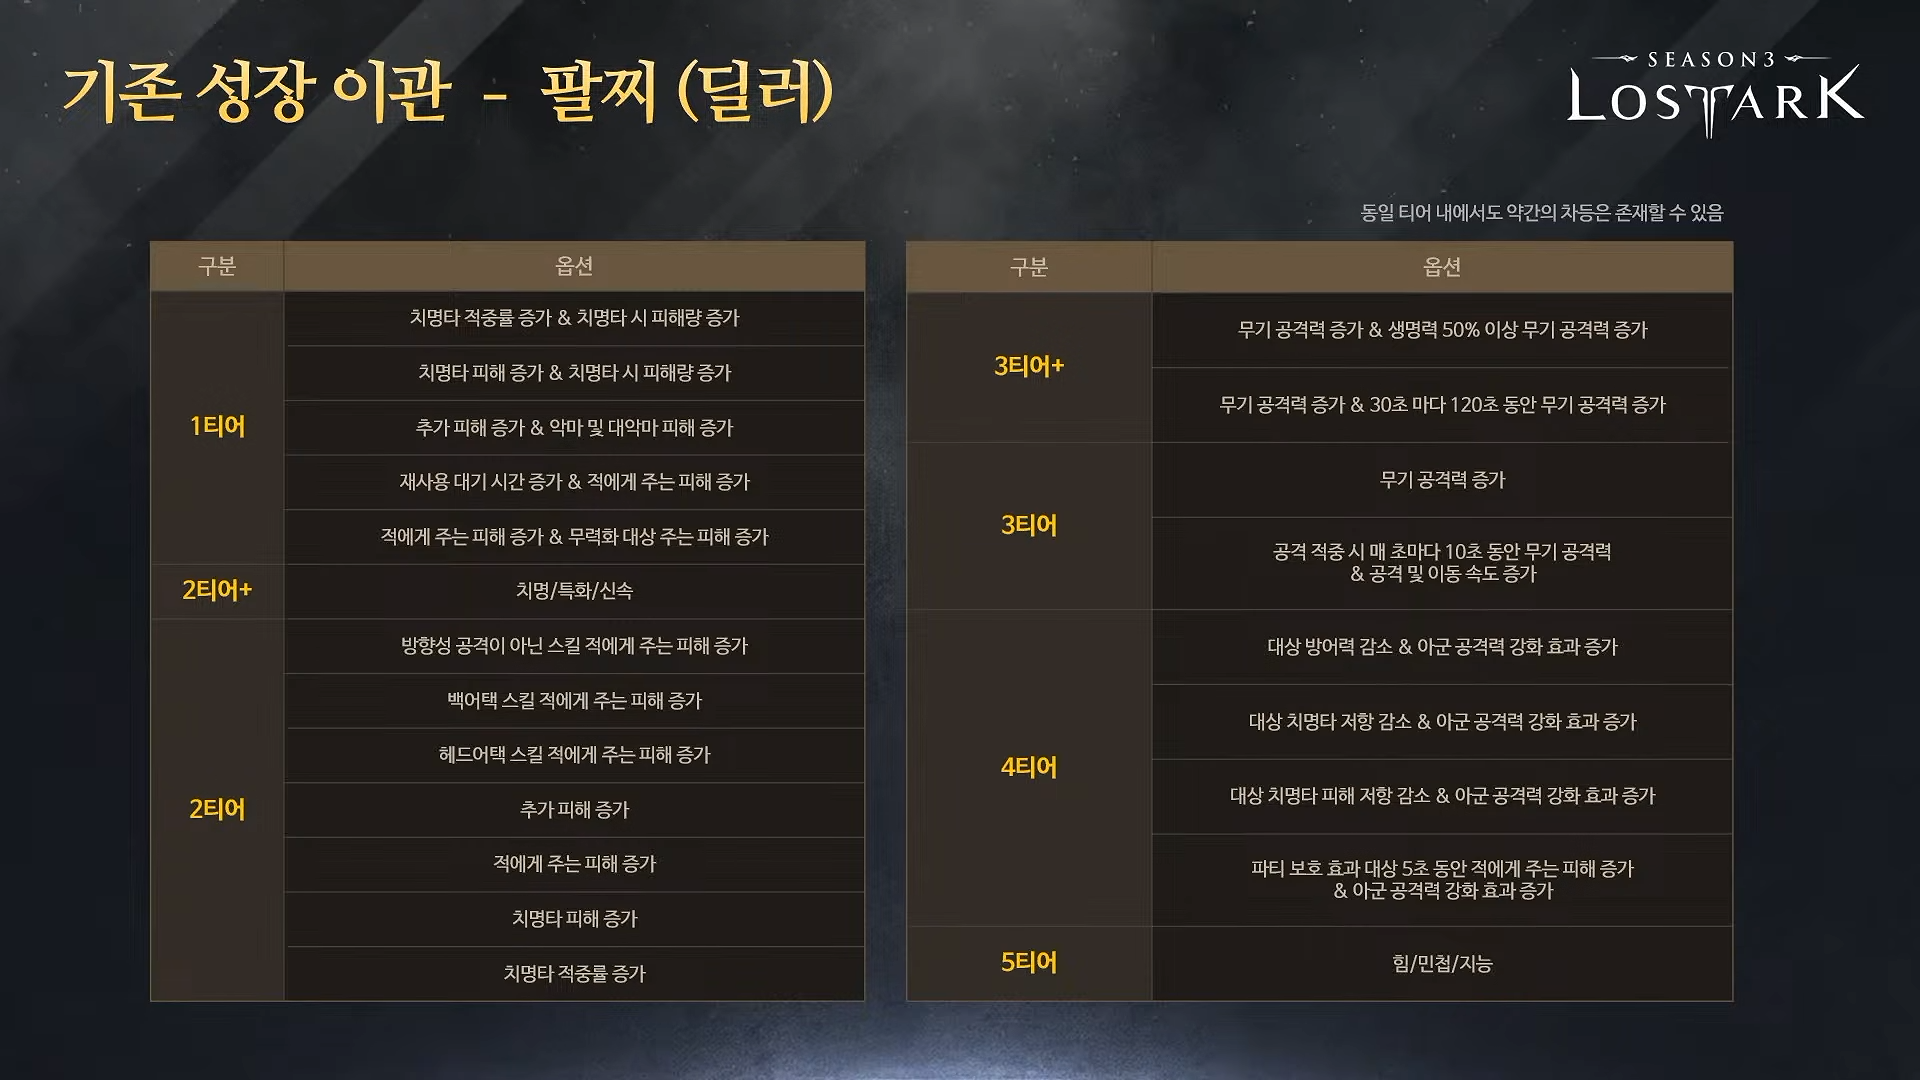 기존 성장 이관 - 팔찌 (딜러)
SEASON3
LOSTARK
동일 티어 내에서도 약간의 차등은 존재할 수 있음
구분
옵션
1티어
치명타 적중률 증가 & 치명타 시 피해량 증가
치명타 피해 증가 & 치명타 시 피해량 증가
추가 피해 증가 & 악마 및 대악마 피해 증가
재사용 대기 시간 증가 & 적에게 주는 피해 증가
적에게 주는 피해 증가 & 무력화 대상 주는 피해 증가
2티어+
치명/특화/신속
2티어
방향성 공격이 아닌 스킬 적에게 주는 피해 증가
백어택 스킬 적에게 주는 피해 증가
헤드어택 스킬 적에게 주는 피해 증가
추가 피해 증가
적에게 주는 피해 증가
치명타 피해 증가
치명타 적중률 증가
구분
옵션
3티어+
무기 공격력 증가 & 생명력 50% 이상 무기 공격력 증가
무기 공격력 증가 & 30초 마다 120초 동안 무기 공격력 증가
3티어
무기 공격력 증가
공격 적중 시 매 초마다 10초 동안 무기 공격력
& 공격 및 이동 속도 증가
4티어
대상 방어력 감소 & 아군 공격력 강화 효과 증가
대상 치명타 저항 감소 & 아군 공격력 강화 효과 증가
대상 치명타 피해 저항 감소 & 아군 공격력 강화 효과 증가
파티 보호 효과 대상 5초 동안 적에게 주는 피해 증가
& 아군 공격력 강화 효과 증가
5티어
힘/민첩/지능